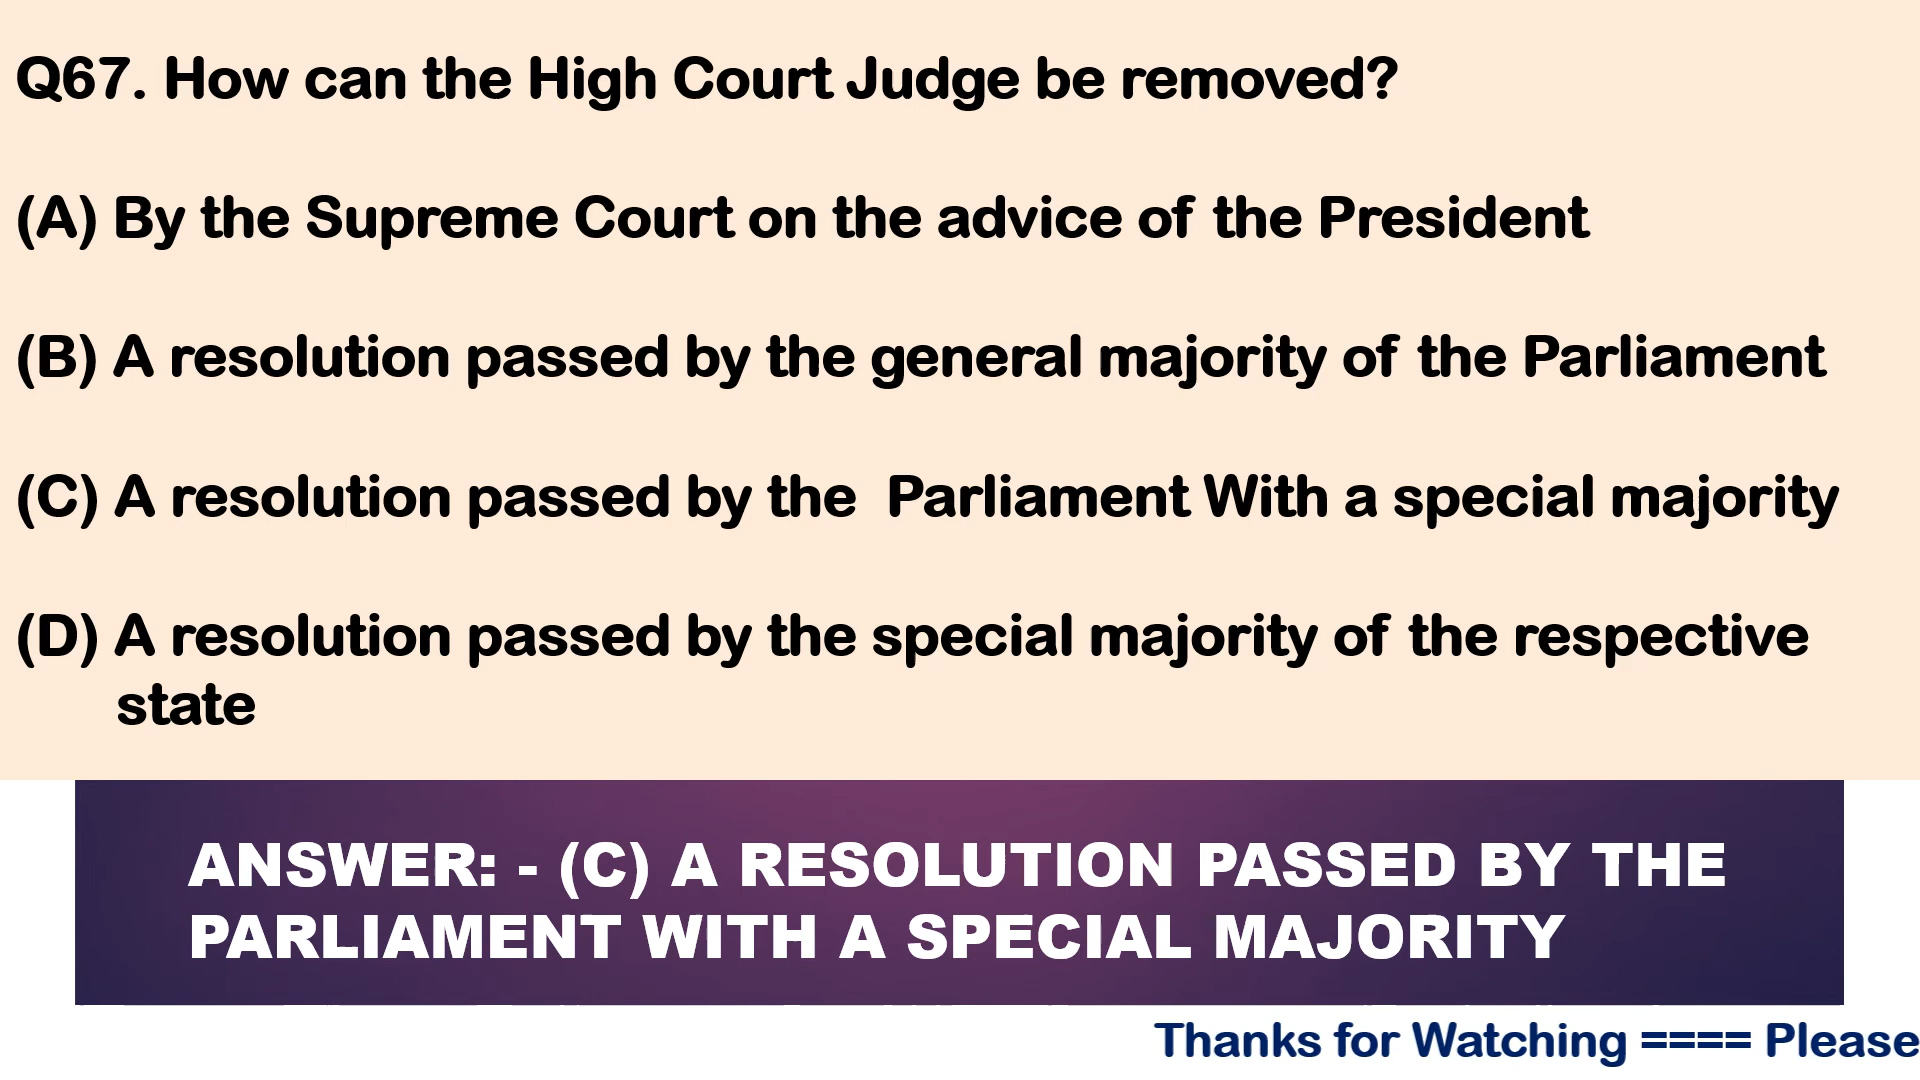 Q67. How can the High Court Judge be removed?
(A) By the Supreme Court on the advice of the President
(B) A resolution passed by the general majority of the Parliament
(C) A resolution passed by the  Parliament With a special majority
(D) A resolution passed by the special majority of the respective
state
ANSWER: - (C) A RESOLUTION PASSED BY THE
PARLIAMENT WITH A SPECIAL MAJORITY
Thanks for Watching ==== Please